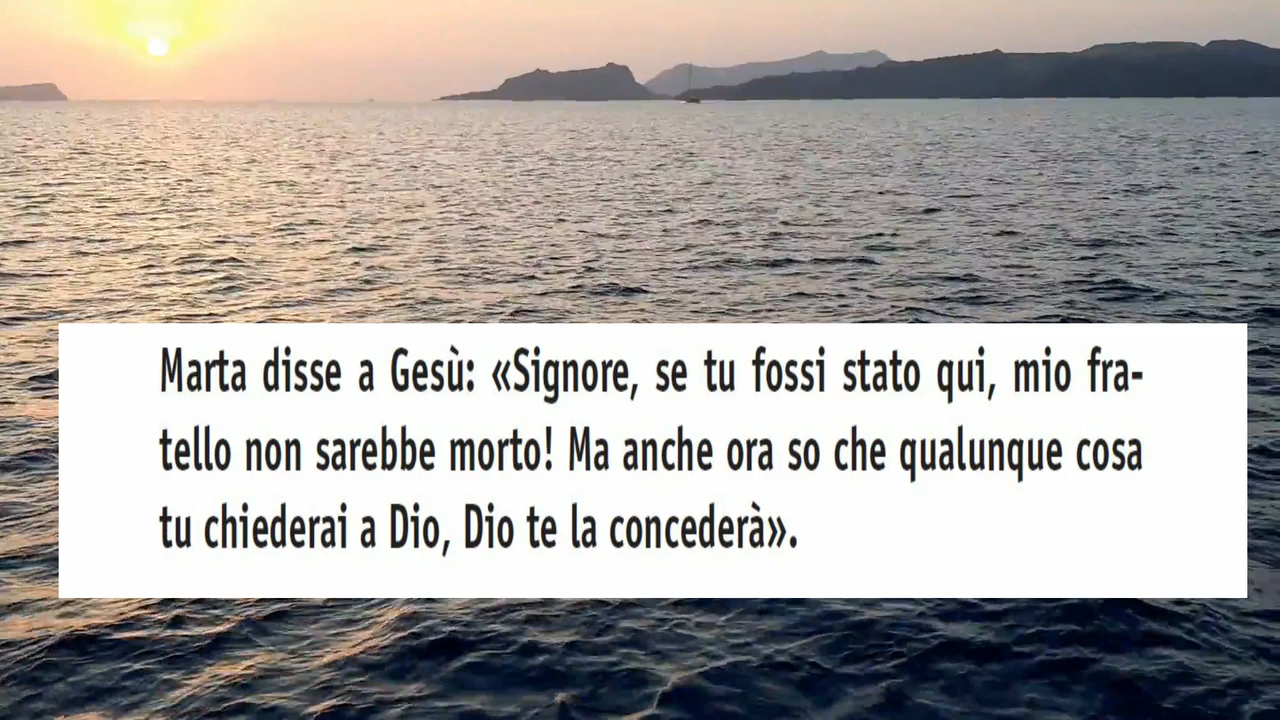 Marta disse a Gesù: «Signore, se tu fossi stato qui, mio fra-
tello non sarebbe morto! Ma anche ora so che qualunque cosa
tu chiederai a Dio, Dio te la concederà».